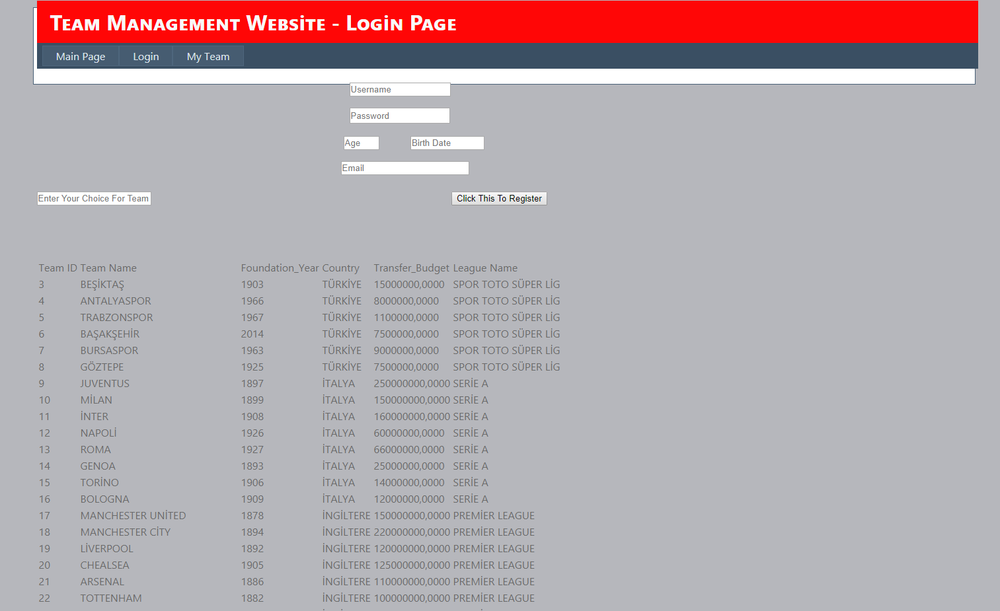 Team Management Website - Login Page
Main Page Login My Team
Username
Password
Age Birth Date
Email
Enter Your Choice For Team Click This To Register
Team ID Team Name Foundation_Year Country Transfer_Budget League Name
3 BEŞİKTAŞ 1903 TÜRKİYE 15000000,0000 SPOR TOTO SÜPER LİG
4 ANTALYASPOR 1966 TÜRKİYE 8000000,0000 SPOR TOTO SÜPER LİG
5 TRABZONSPOR 1967 TÜRKİYE 1100000,0000 SPOR TOTO SÜPER LİG
6 BAŞAKŞEHİR 2014 TÜRKİYE 7500000,0000 SPOR TOTO SÜPER LİG
7 BURSASPOR 1963 TÜRKİYE 9000000,0000 SPOR TOTO SÜPER LİG
8 GÖZTEPE 1925 TÜRKİYE 7500000,0000 SPOR TOTO SÜPER LİG
9 JUVENTUS 1897 İTALYA 250000000,0000 SERİE A
10 MİLAN 1899 İTALYA 150000000,0000 SERİE A
11 İNTER 1908 İTALYA 160000000,0000 SERİE A
12 NAPOLİ 1926 İTALYA 60000000,0000 SERİE A
13 ROMA 1927 İTALYA 66000000,0000 SERİE A
14 GENOA 1893 İTALYA 25000000,0000 SERİE A
15 TORİNO 1906 İTALYA 14000000,0000 SERİE A
16 BOLOGNA 1909 İTALYA 12000000,0000 SERİE A
17 MANCHESTER UNİTED 1878 İNGİLTERE 150000000,0000 PREMİER LEAGUE
18 MANCHESTER CİTY 1894 İNGİLTERE 220000000,0000 PREMİER LEAGUE
19 LİVERPOOL 1892 İNGİLTERE 120000000,0000 PREMİER LEAGUE
20 CHEALSEA 1905 İNGİLTERE 125000000,0000 PREMİER LEAGUE
21 ARSENAL 1886 İNGİLTERE 110000000,0000 PREMİER LEAGUE
22 TOTTENHAM 1882 İNGİLTERE 100000000,0000 PREMİER LEAGUE